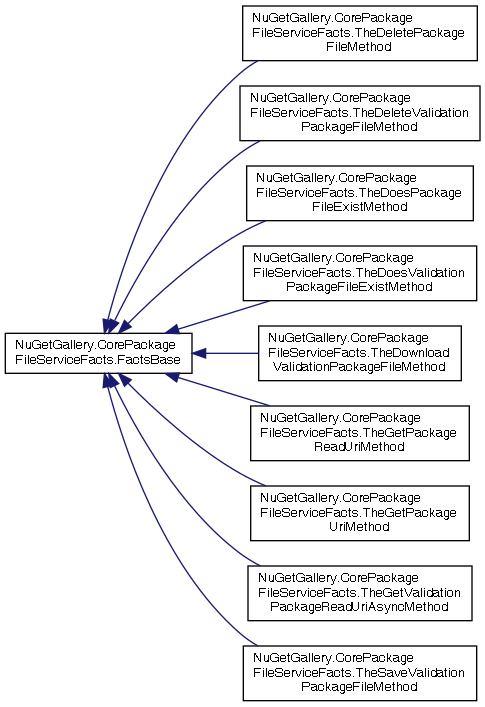 NuGetGallery.CorePackage
FileServiceFacts.TheDeletePackage
FileMethod
NuGetGallery.CorePackage
FileServiceFacts.TheDeleteValidation
PackageFileMethod
NuGetGallery.CorePackage
FileServiceFacts.TheDoesPackage
FileExistMethod
NuGetGallery.CorePackage
FileServiceFacts.TheDoesValidation
PackageFileExistMethod
NuGetGallery.CorePackage
FileServiceFacts.FactsBase
NuGetGallery.CorePackage
FileServiceFacts.TheDownload
ValidationPackageFileMethod
NuGetGallery.CorePackage
FileServiceFacts.TheGetPackage
ReadUriMethod
NuGetGallery.CorePackage
FileServiceFacts.TheGetPackage
UriMethod
NuGetGallery.CorePackage
FileServiceFacts.TheGetValidation
PackageReadUriAsyncMethod
NuGetGallery.CorePackage
FileServiceFacts.TheSaveValidation
PackageFileMethod